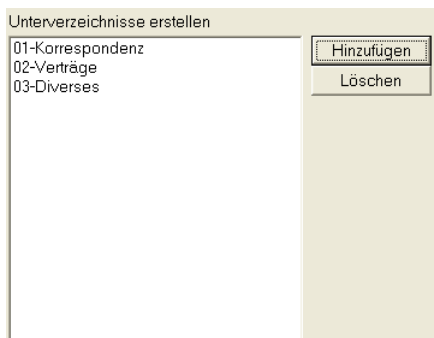 Unterverzeichnisse erstellen
01-Korrespondenz
02-Verträge
03-Diverses
Hinzufügen
Löschen